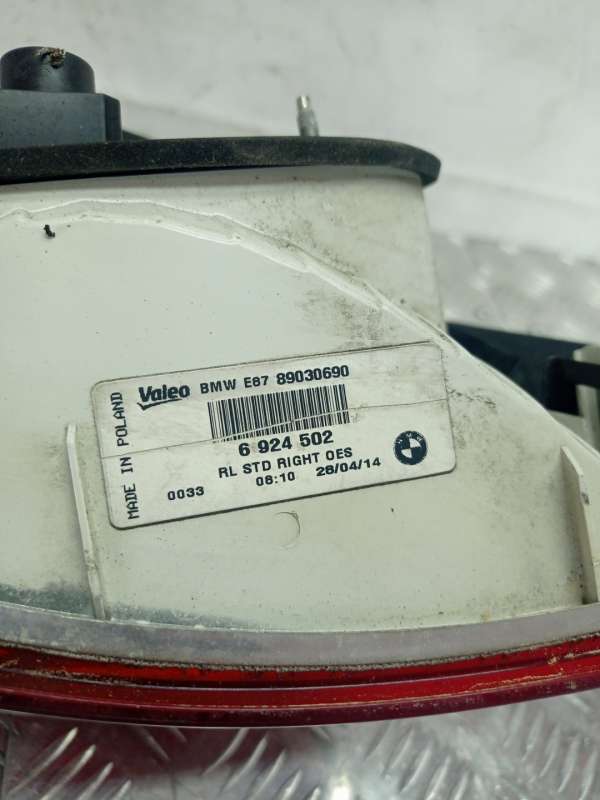 MADE IN POLAND
Valeo BMW E87 89030690
6 924 502
RL STD RIGHT OES
0033 08:10 28/04/14